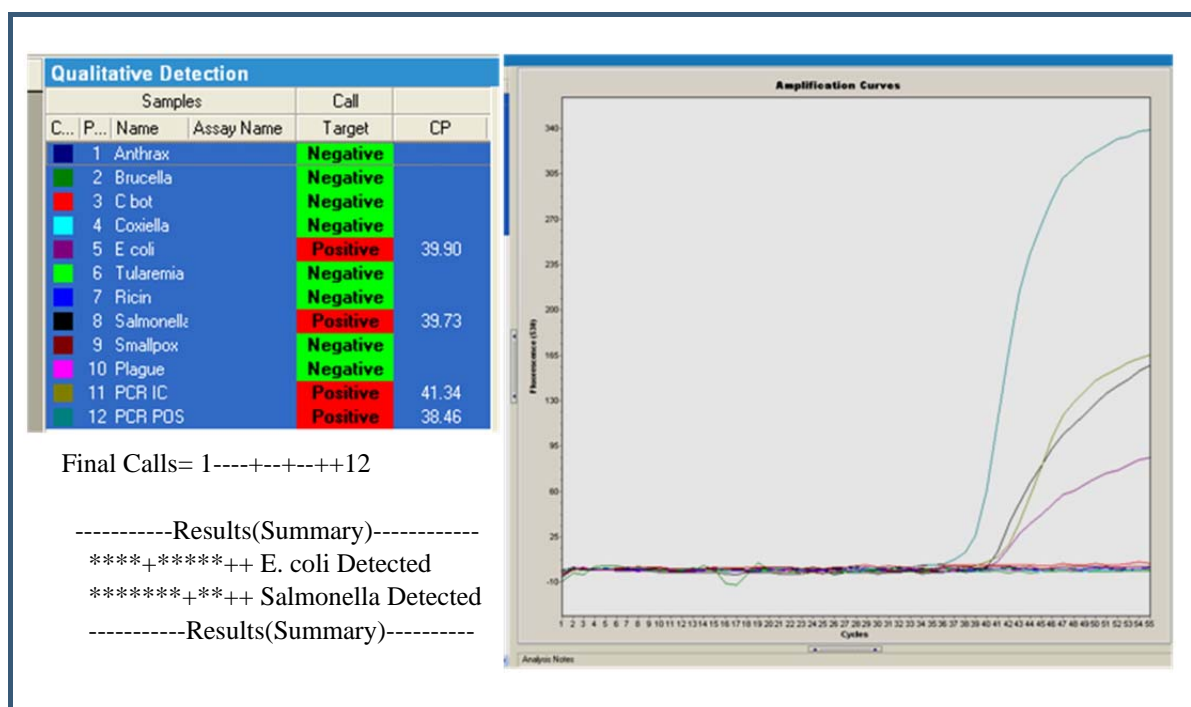 Qualitative Detection
Samples Call
C... P... Name Assay Name Target CP
1 Anthrax Negative
2 Brucella Negative
3 C bot Negative
4 Coxiella Negative
5 E coli Positive 39.90
6 Tularemia Negative
7 Ricin Negative
8 Salmonella Positive 39.73
9 Smallpox Negative
10 Plague Negative
11 PCR IC Positive 41.34
12 PCR POS Positive 38.46
Final Calls= 1----+--+--++12
-----------Results(Summary)------------
****+*****++ E. coli Detected
*******+**++ Salmonella Detected
-----------Results(Summary)----------
Amplification Curves
340
305
270
235
200
165
130
95
60
25
-10
Fluorescence (530)
1 2 3 4 5 6 7 8 9 10 11 12 13 14 15 16 17 18 19 20 21 22 23 24 25 26 27 28 29 30 31 32 33 34 35 36 37 38 39 40 41 42 43 44 45 46 47 48 49 50 51 52 53 54 55
Cycles
Analysis Notes